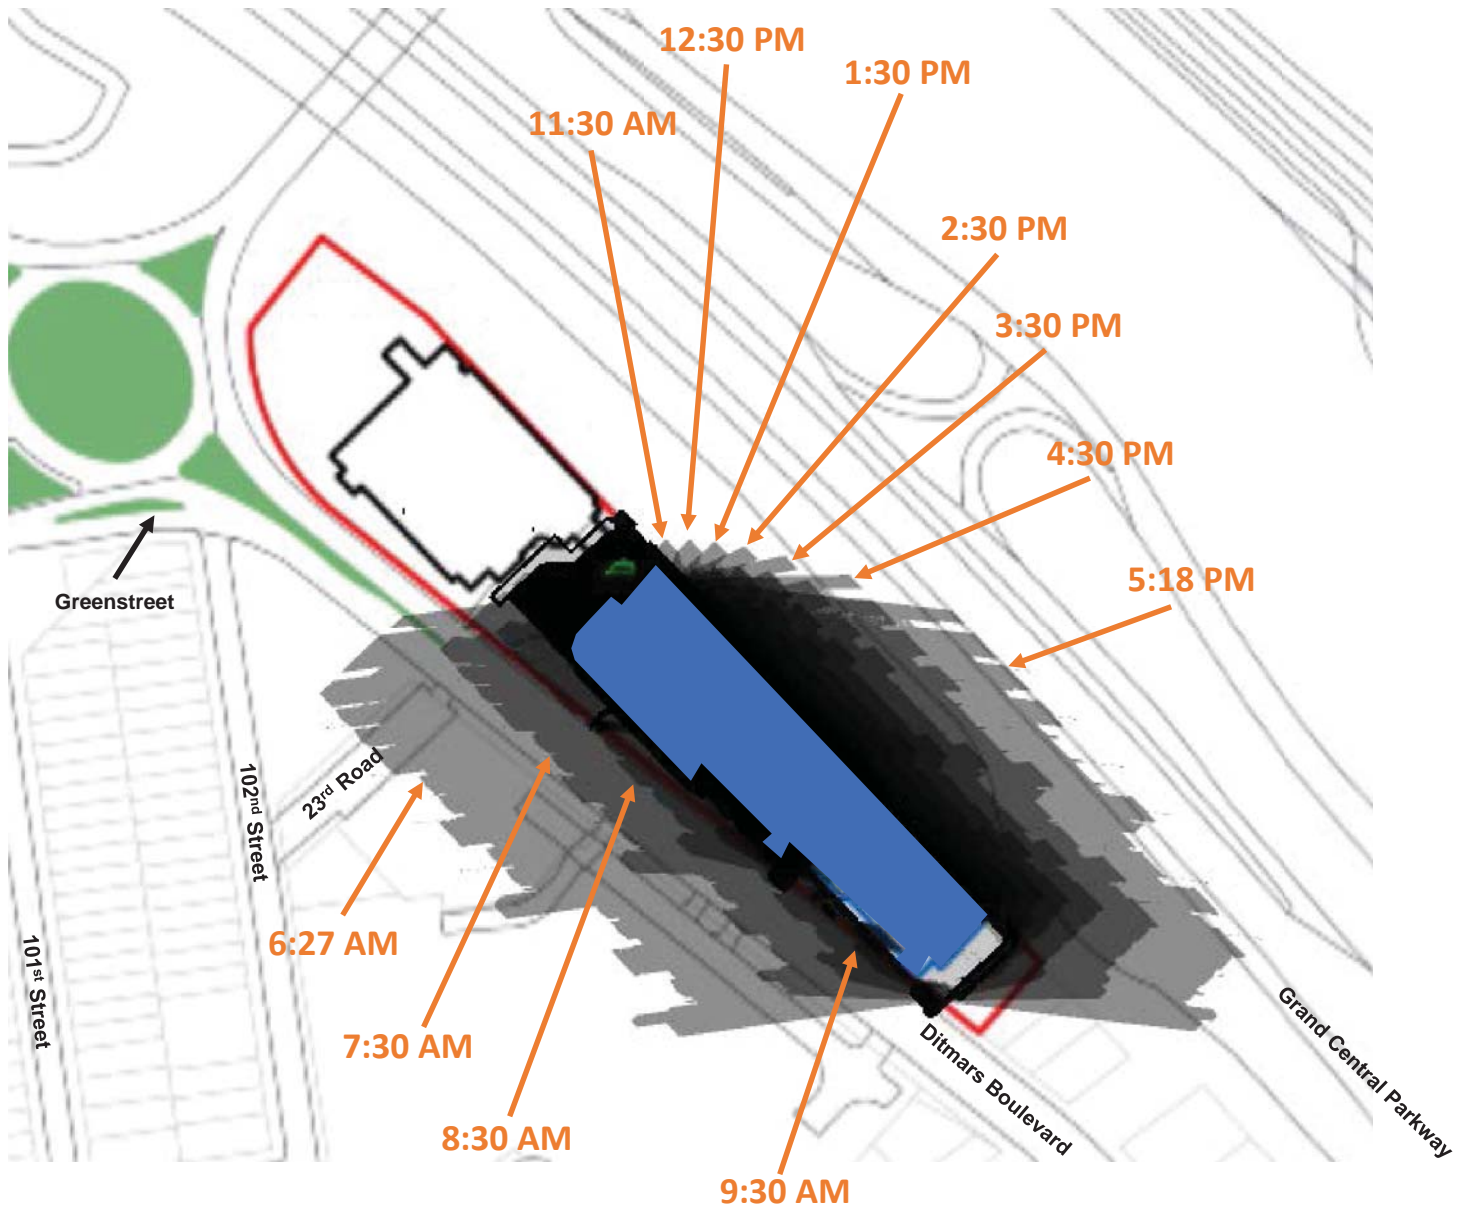 12:30 PM
1:30 PM
11:30 AM
2:30 PM
3:30 PM
4:30 PM
5:18 PM
Greenstreet
23rd Road
102nd Street
101st Street
6:27 AM
7:30 AM
8:30 AM
9:30 AM
Ditmars Boulevard
Grand Central Parkway